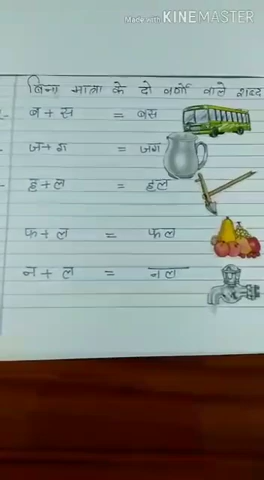 Made with KINEMASTER
बिना मात्रा के दो वर्णो वाले शब्द
ब + स = बस
ज + ग = जग
ह + ल = हल
फ + ल = फल
न + ल = नल